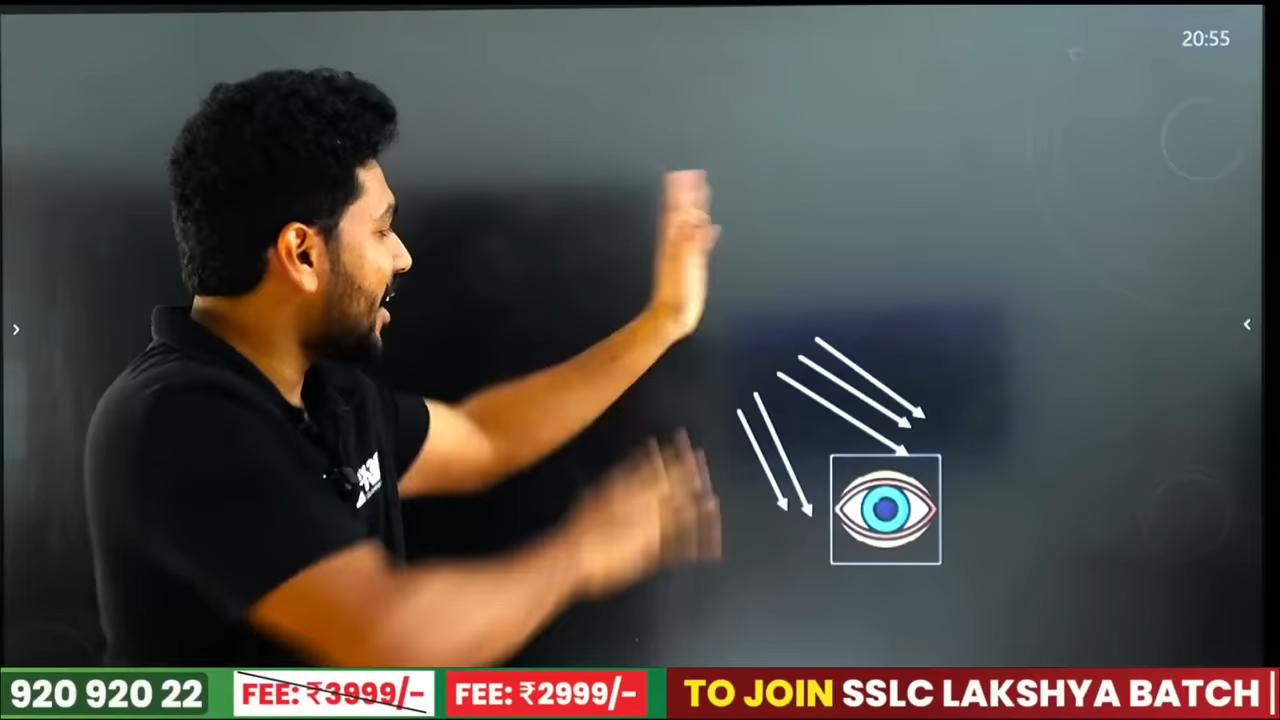 20:55
920 920 22
FEE: ₹3999/-
FEE: ₹2999/-
TO JOIN SSLC LAKSHYA BATCH